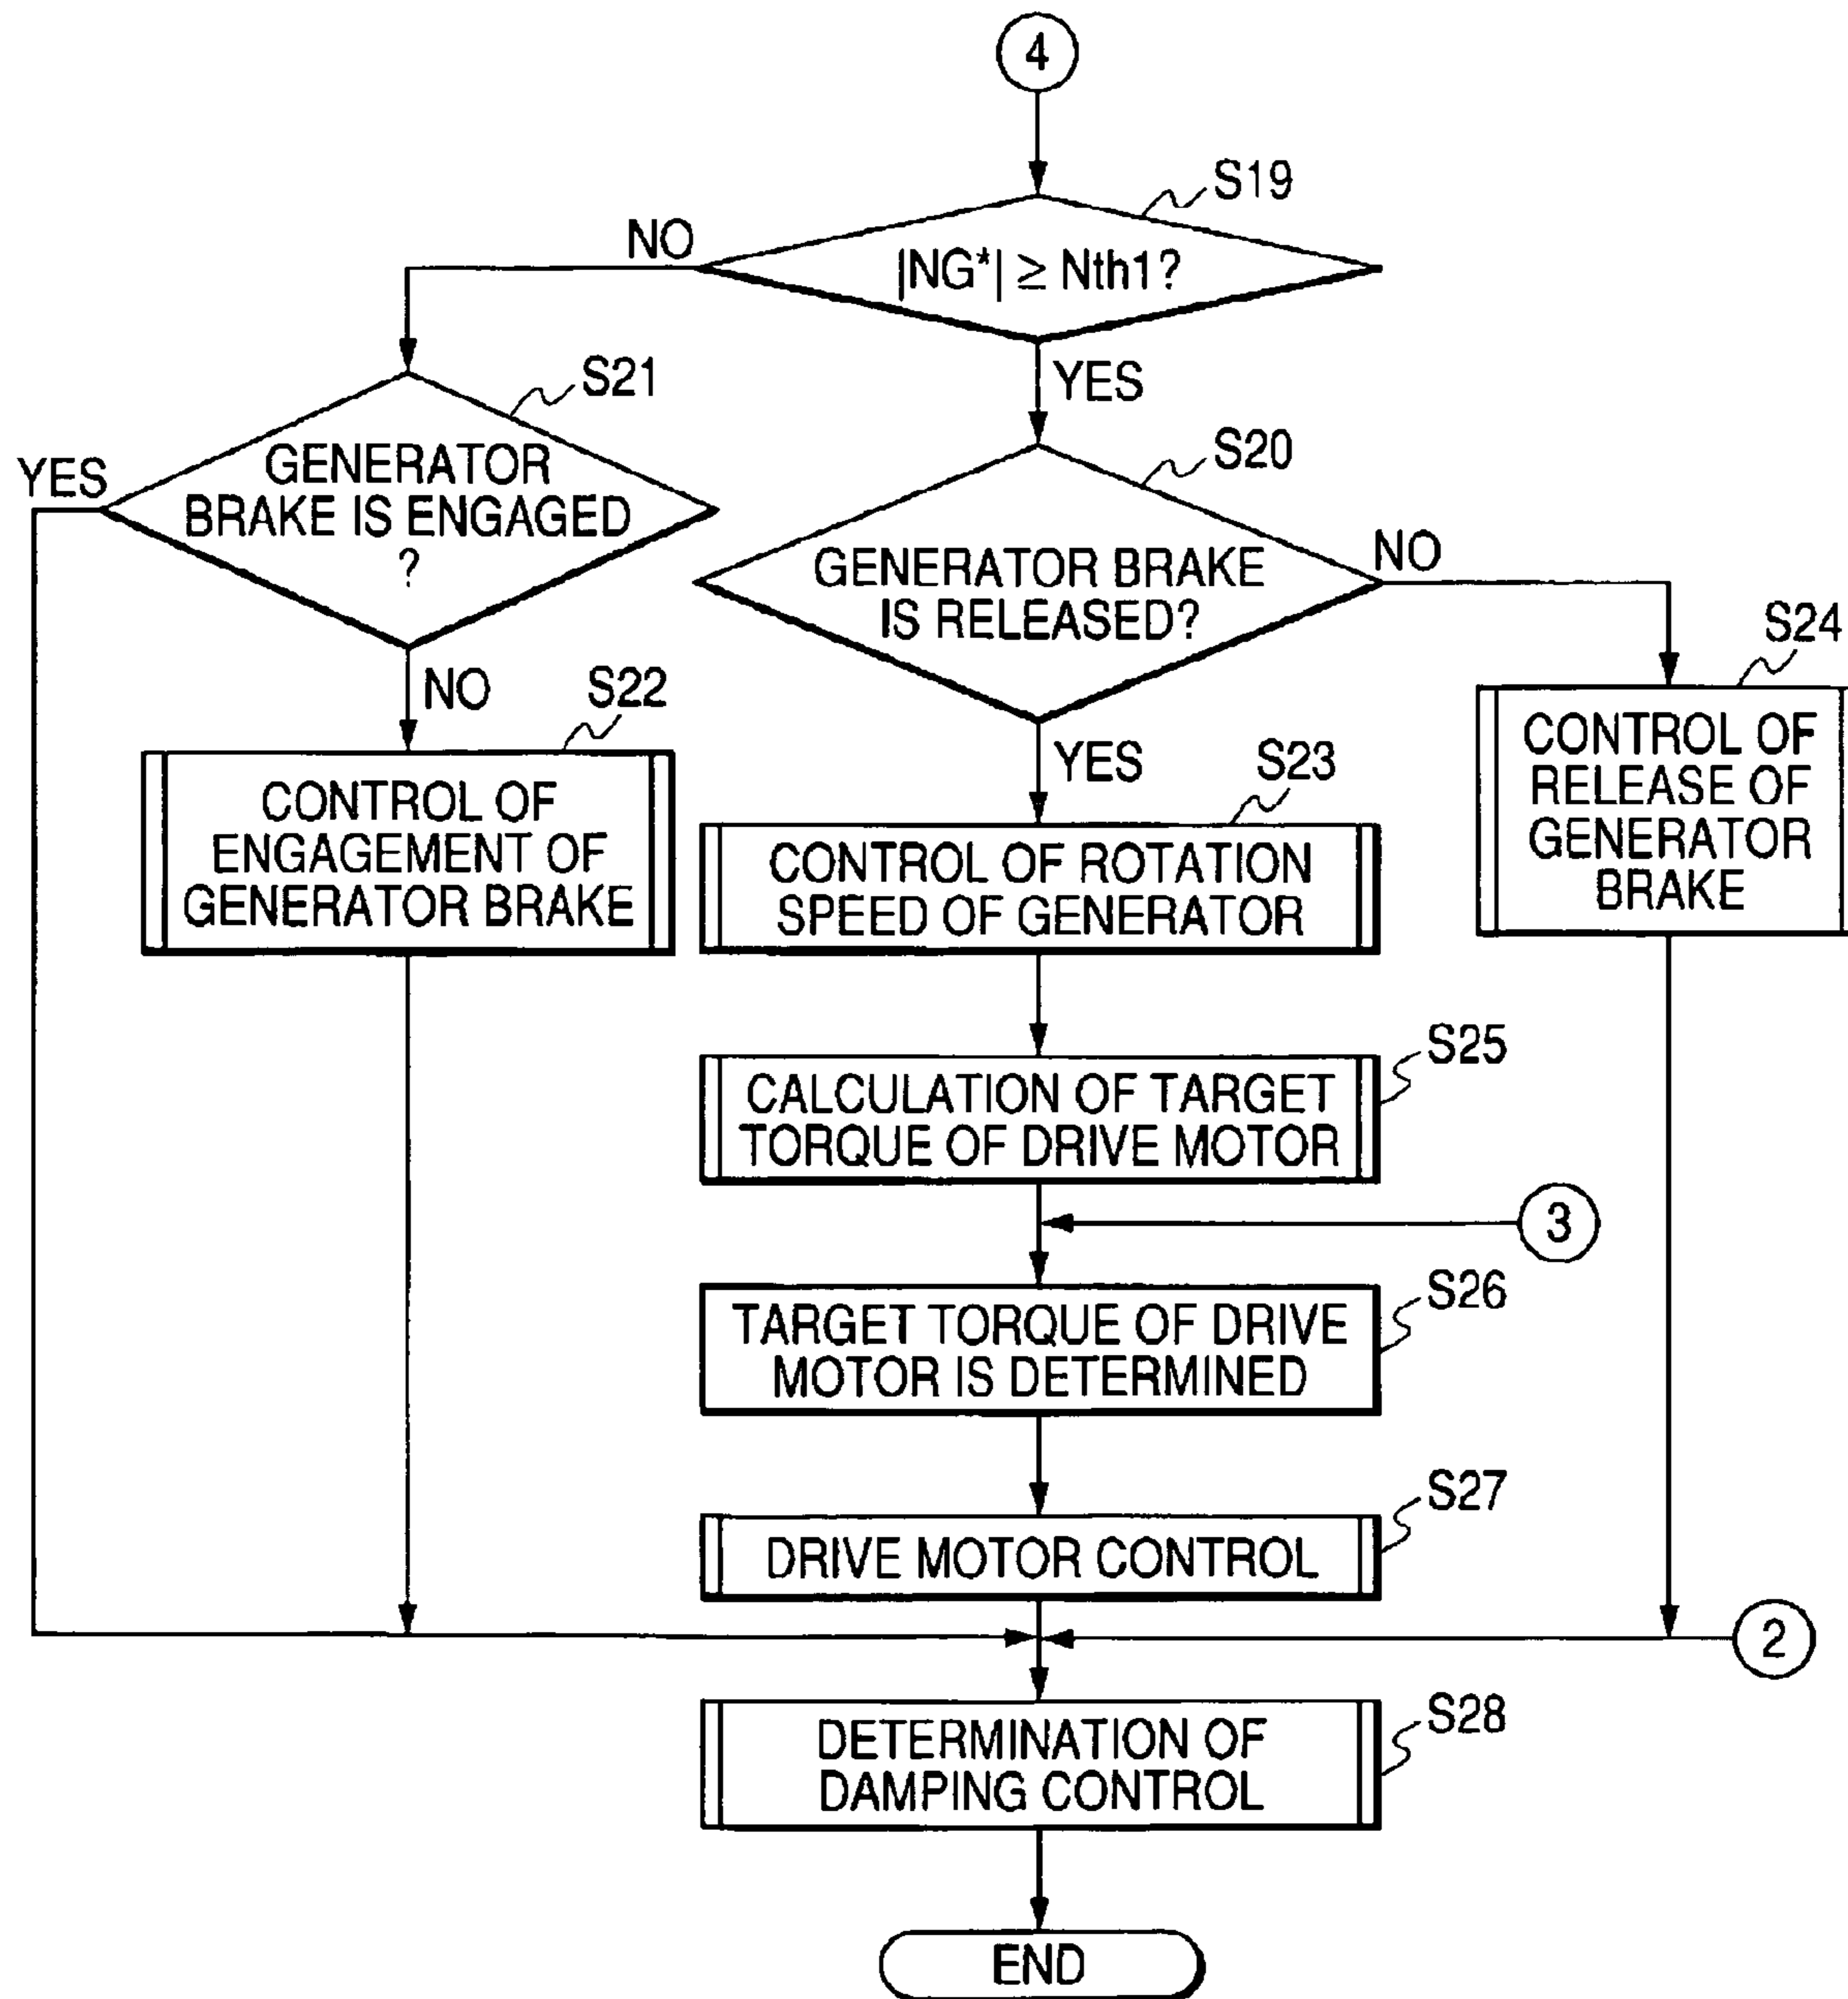 4
S19
NO
|NG*| ≥ Nth1?
YES
S21
GENERATOR
BRAKE IS ENGAGED
?
YES
NO
S20
GENERATOR BRAKE
IS RELEASED?
NO
YES
S22
CONTROL OF
ENGAGEMENT OF
GENERATOR BRAKE
S23
CONTROL OF ROTATION
SPEED OF GENERATOR
S24
CONTROL OF
RELEASE OF
GENERATOR
BRAKE
S25
CALCULATION OF TARGET
TORQUE OF DRIVE MOTOR
3
S26
TARGET TORQUE OF DRIVE
MOTOR IS DETERMINED
S27
DRIVE MOTOR CONTROL
2
S28
DETERMINATION OF
DAMPING CONTROL
END